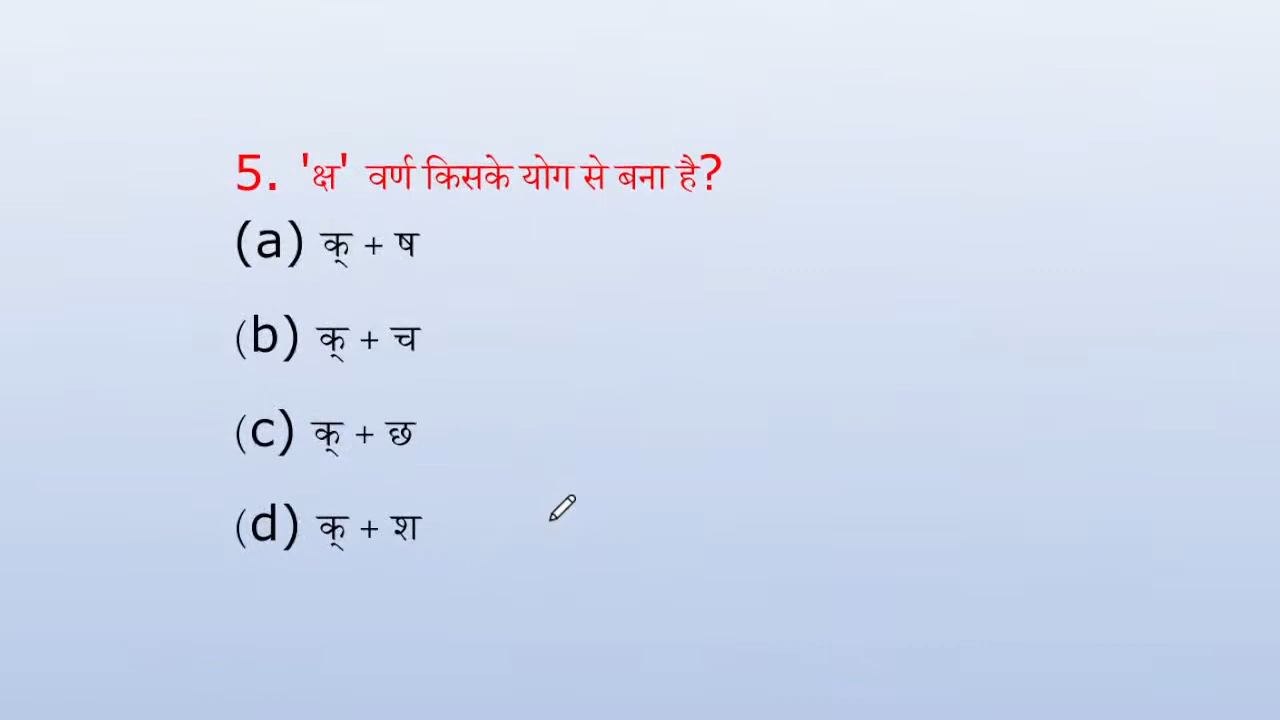 5. 'क्ष' वर्ण किसके योग से बना है?
(a) क् + ष
(b) क् + च
(c) क् + छ
(d) क् + श